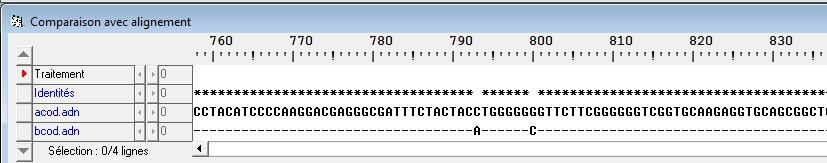 Comparaison avec alignement
760 770 780 790 800 810 820 830
Traitement 0
Identités 0 *********************************** ****** ************************************
acod.adn 0 CCTACATCCCCAAGGACGAGGGCGATTTCTACTACCTGGGGGGGTTCTTCGGGGGGTCGGTGCAAGAGGTGCAGCGGCT
bcod.adn 0 -----------------------------------A------C------------------------------------
Sélection : 0/4 lignes